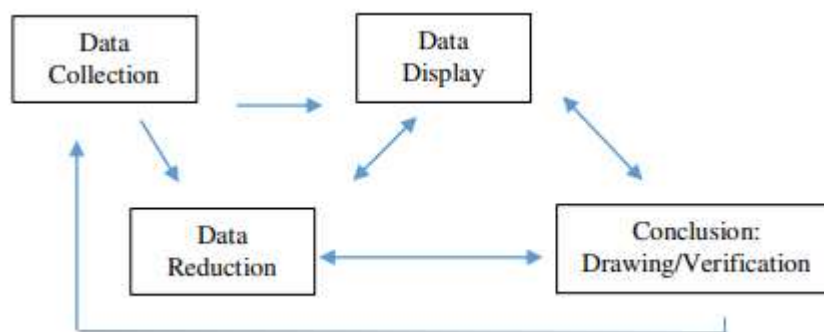 Data
Collection
Data
Display
Data
Reduction
Conclusion:
Drawing/Verification